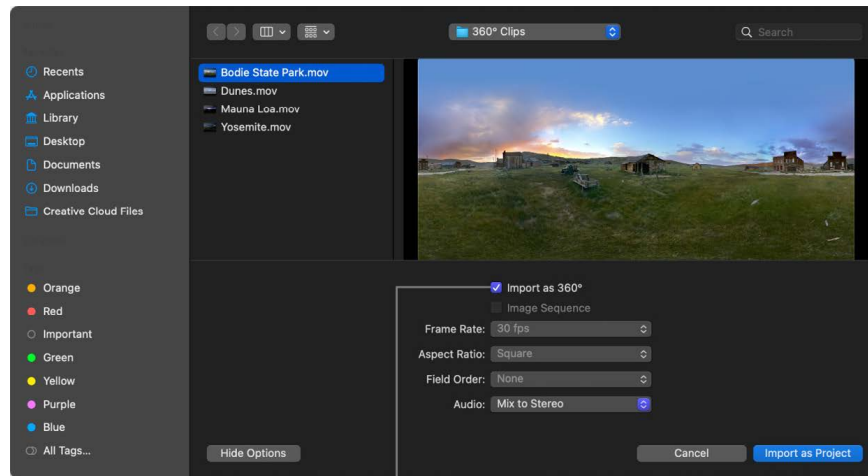 360° Clips
Search
Recents
Applications
Library
Desktop
Documents
Downloads
Creative Cloud Files
Orange
Red
Important
Green
Yellow
Purple
Blue
All Tags...
Bodie State Park.mov
Dunes.mov
Mauna Loa.mov
Yosemite.mov
Import as 360°
Image Sequence
Frame Rate: 30 fps
Aspect Ratio: Square
Field Order: None
Audio: Mix to Stereo
Hide Options
Cancel
Import as Project